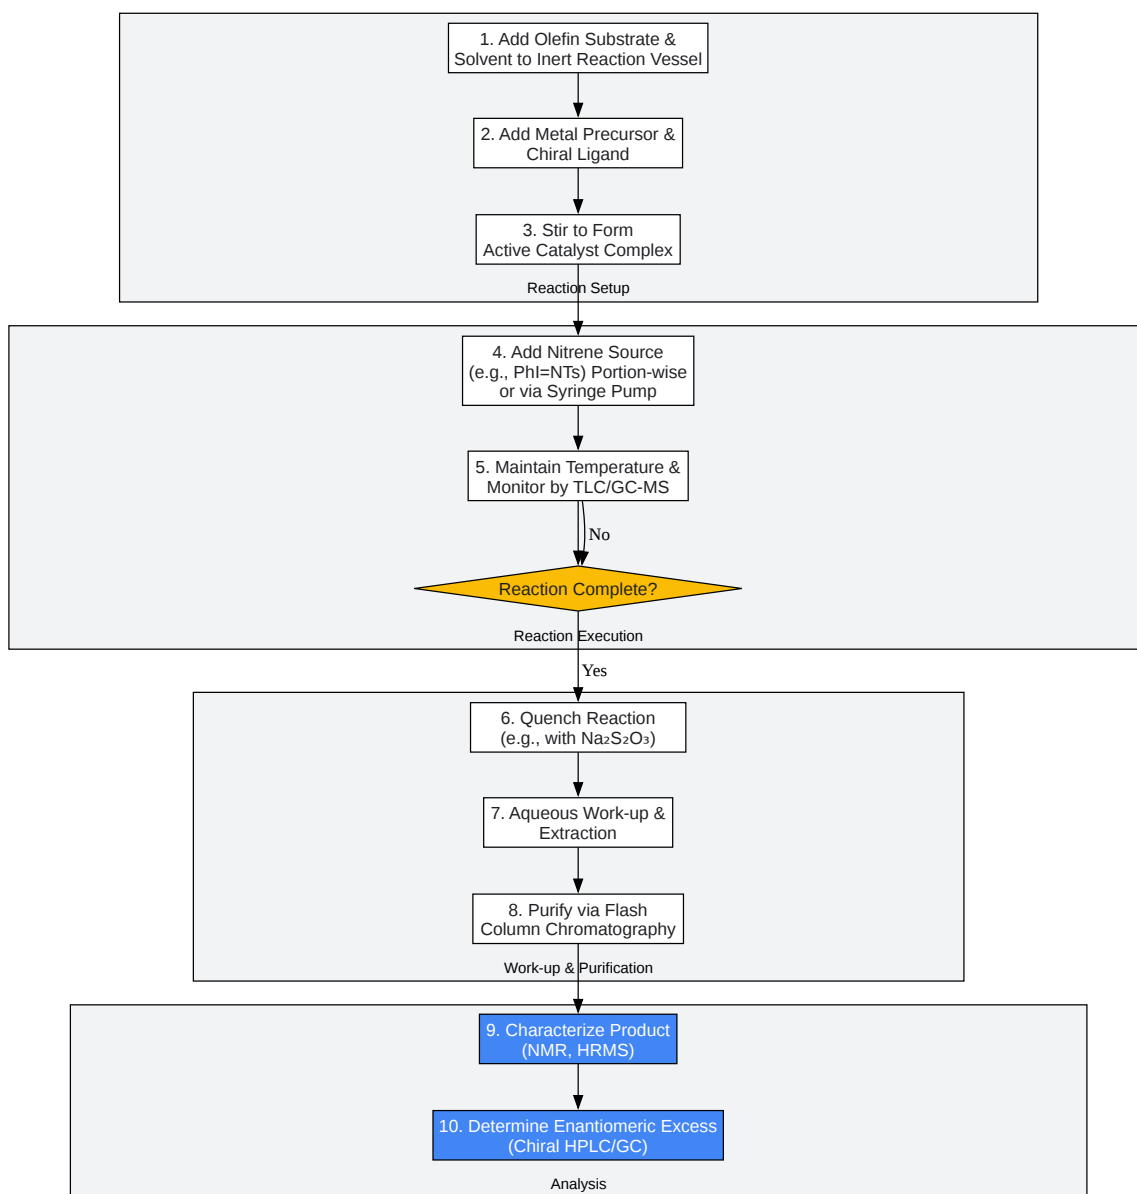 1. Add Olefin Substrate &
Solvent to Inert Reaction Vessel
2. Add Metal Precursor &
Chiral Ligand
3. Stir to Form
Active Catalyst Complex
Reaction Setup
4. Add Nitrene Source
(e.g., PhI=NTs) Portion-wise
or via Syringe Pump
5. Maintain Temperature &
Monitor by TLC/GC-MS
No
Reaction Complete?
Reaction Execution
Yes
6. Quench Reaction
(e.g., with Na₂S₂O₃)
7. Aqueous Work-up &
Extraction
8. Purify via Flash
Column Chromatography
Work-up & Purification
9. Characterize Product
(NMR, HRMS)
10. Determine Enantiomeric Excess
(Chiral HPLC/GC)
Analysis